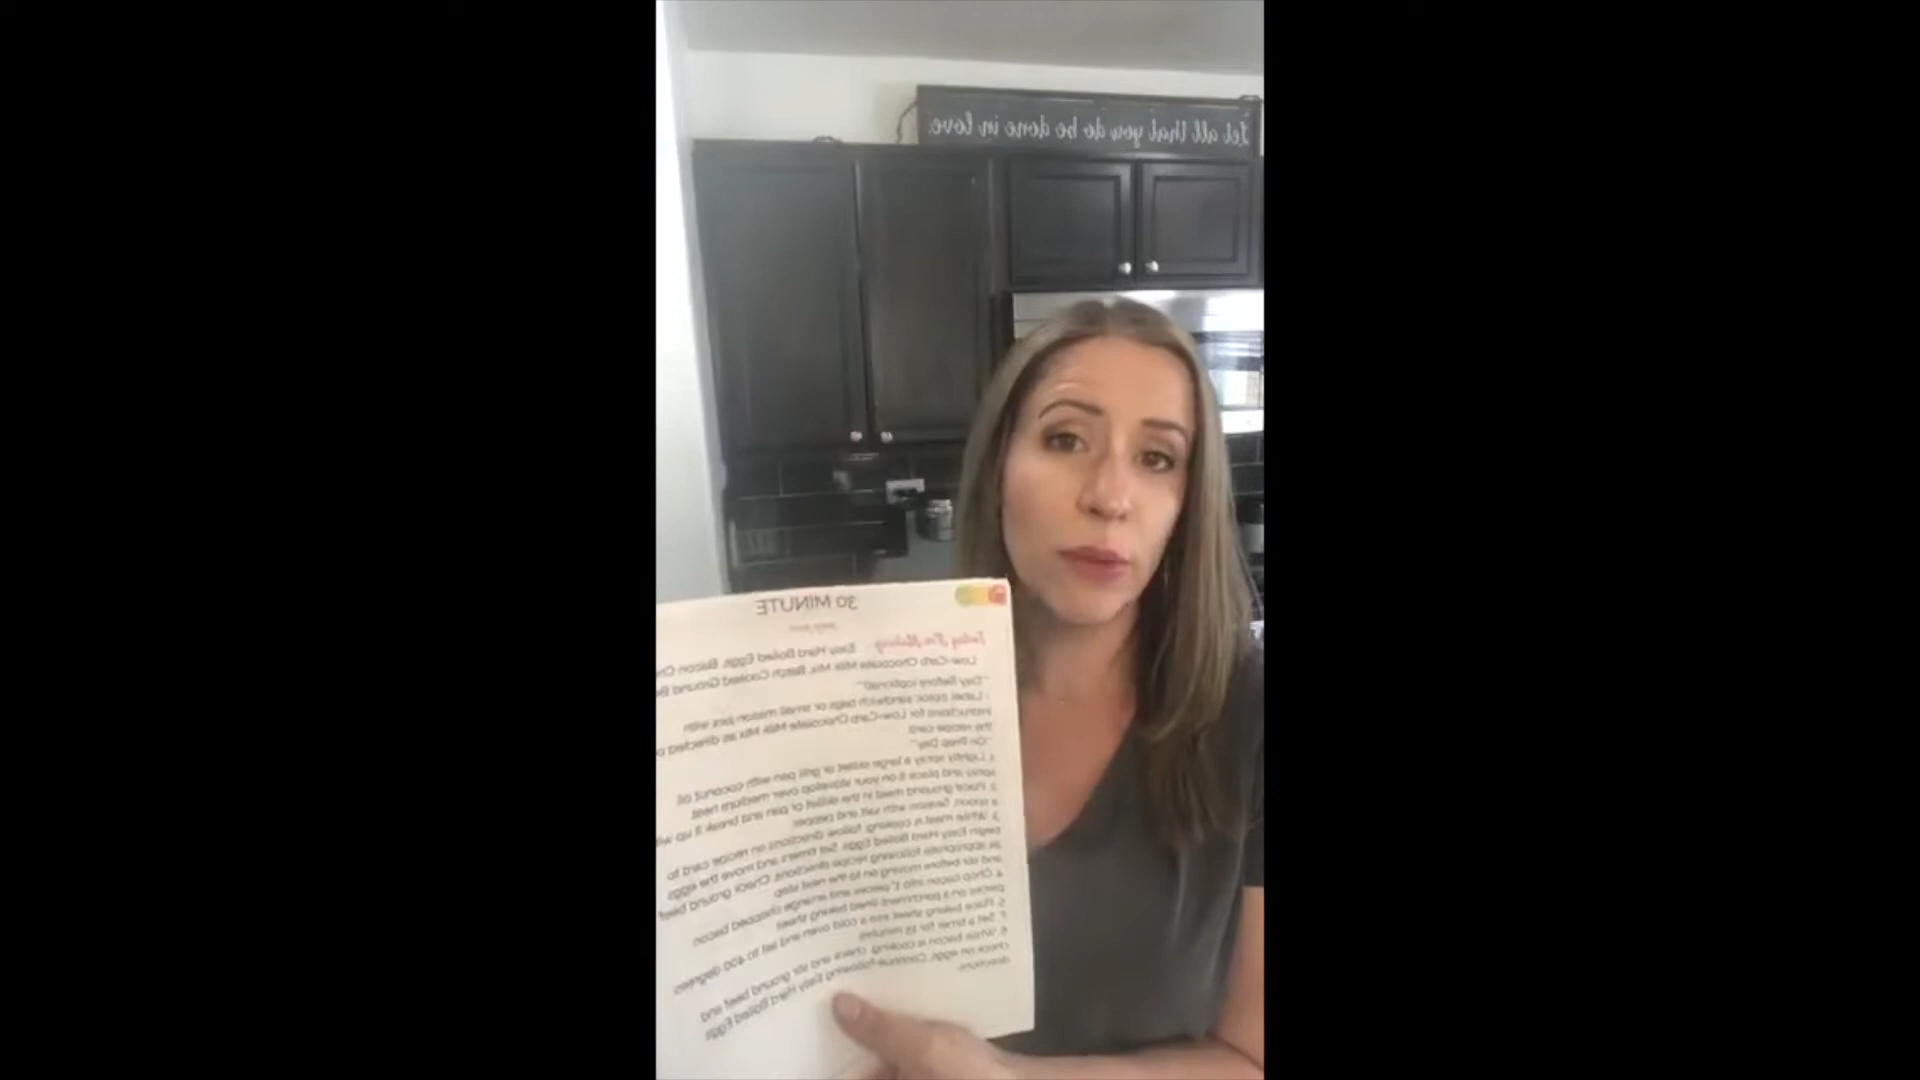 Let all that you do be done in love.
30 MINUTE
Today I'm Making: Easy Hard Boiled Eggs, Bacon Ch
Low-Carb Chocolate Milk Mix, Batch Cooked Ground Be
**Day Before (optional)**
- Label ziploc sandwich bags or small mason jars with
instructions for Low-Carb Chocolate Milk Mix as directed o
the recipe card.
**On Prep Day**
1. Lightly spray a large skillet or grill pan with coconut oil
spray and place it on your stovetop over medium heat.
2. Place ground meat in the skillet or pan and break it up wit
a spoon. Season with salt and pepper.
3. While meat is cooking, follow directions on recipe card to
begin Easy Hard Boiled Eggs. Set timers and move the eggs
as appropriate following recipe directions. Check ground beef
and stir before moving on to the next step.
4. Chop bacon into 1" pieces and arrange chopped bacon
pieces on a parchment lined baking sheet.
5. Place baking sheet into a cold oven and set to 400 degrees
F. Set a timer for 15 minutes.
6. While bacon is cooking, check and stir ground beef and
check on eggs. Continue following Easy Hard Boiled Eggs
directions.